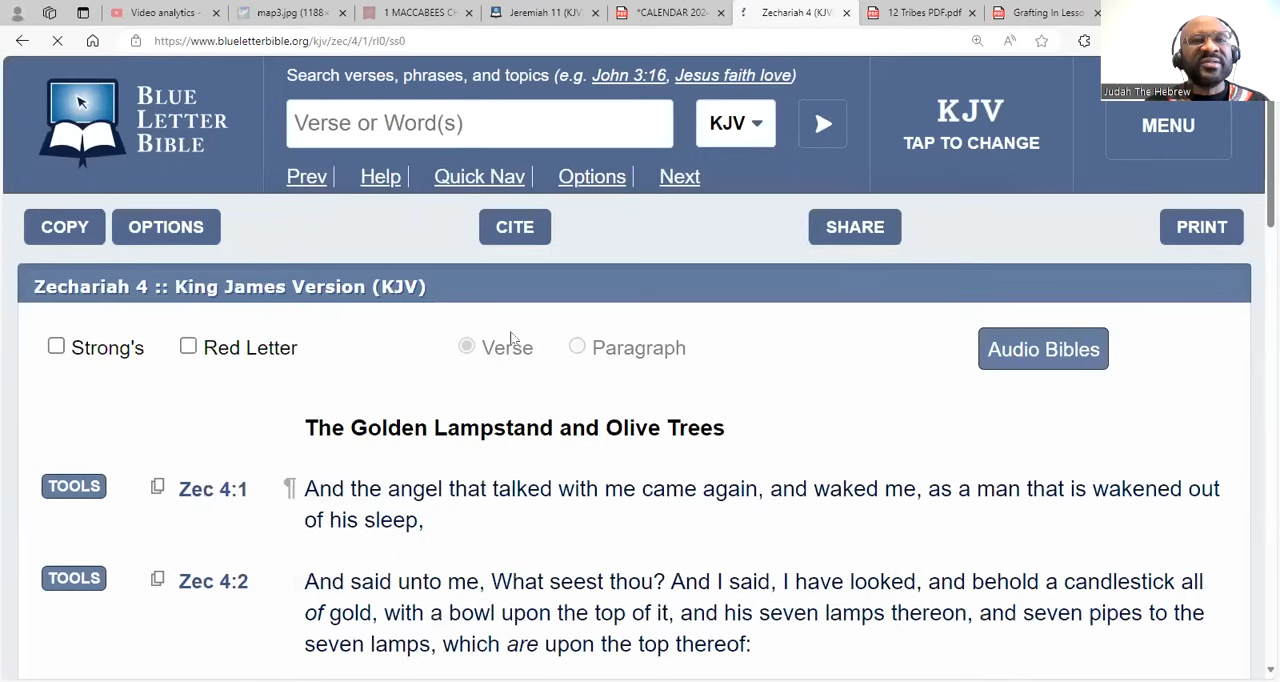 Video analytics -
map3.jpg (1188×
1 MACCABEES CH
Jeremiah 11 (KJV
*CALENDAR 2024
Zechariah 4 (KJV
12 Tribes PDF.pdf
Grafting In Lesso
https://www.blueletterbible.org/kjv/zec/4/1/rl0/ss0
Judah The Hebrew
BLUE
LETTER
BIBLE
Search verses, phrases, and topics (e.g. John 3:16, Jesus faith love)
Verse or Word(s)
KJV
KJV
TAP TO CHANGE
MENU
Prev | Help | Quick Nav | Options | Next
COPY
OPTIONS
CITE
SHARE
PRINT
Zechariah 4 :: King James Version (KJV)
Strong's
Red Letter
Verse
Paragraph
Audio Bibles
The Golden Lampstand and Olive Trees
TOOLS
Zec 4:1
¶ And the angel that talked with me came again, and waked me, as a man that is wakened out
of his sleep,
TOOLS
Zec 4:2
And said unto me, What seest thou? And I said, I have looked, and behold a candlestick all
of gold, with a bowl upon the top of it, and his seven lamps thereon, and seven pipes to the
seven lamps, which are upon the top thereof: